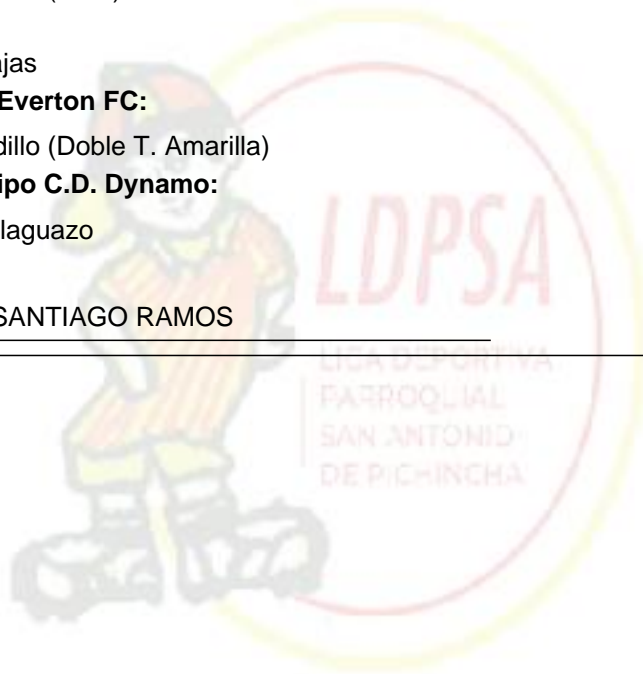 jas
Everton FC:
dillo (Doble T. Amarilla)
ipo C.D. Dynamo:
laguazo
SANTIAGO RAMOS
LDPSA
LIGA DEPORTIVA
PARROQUIAL
SAN ANTONIO
DE PICHINCHA